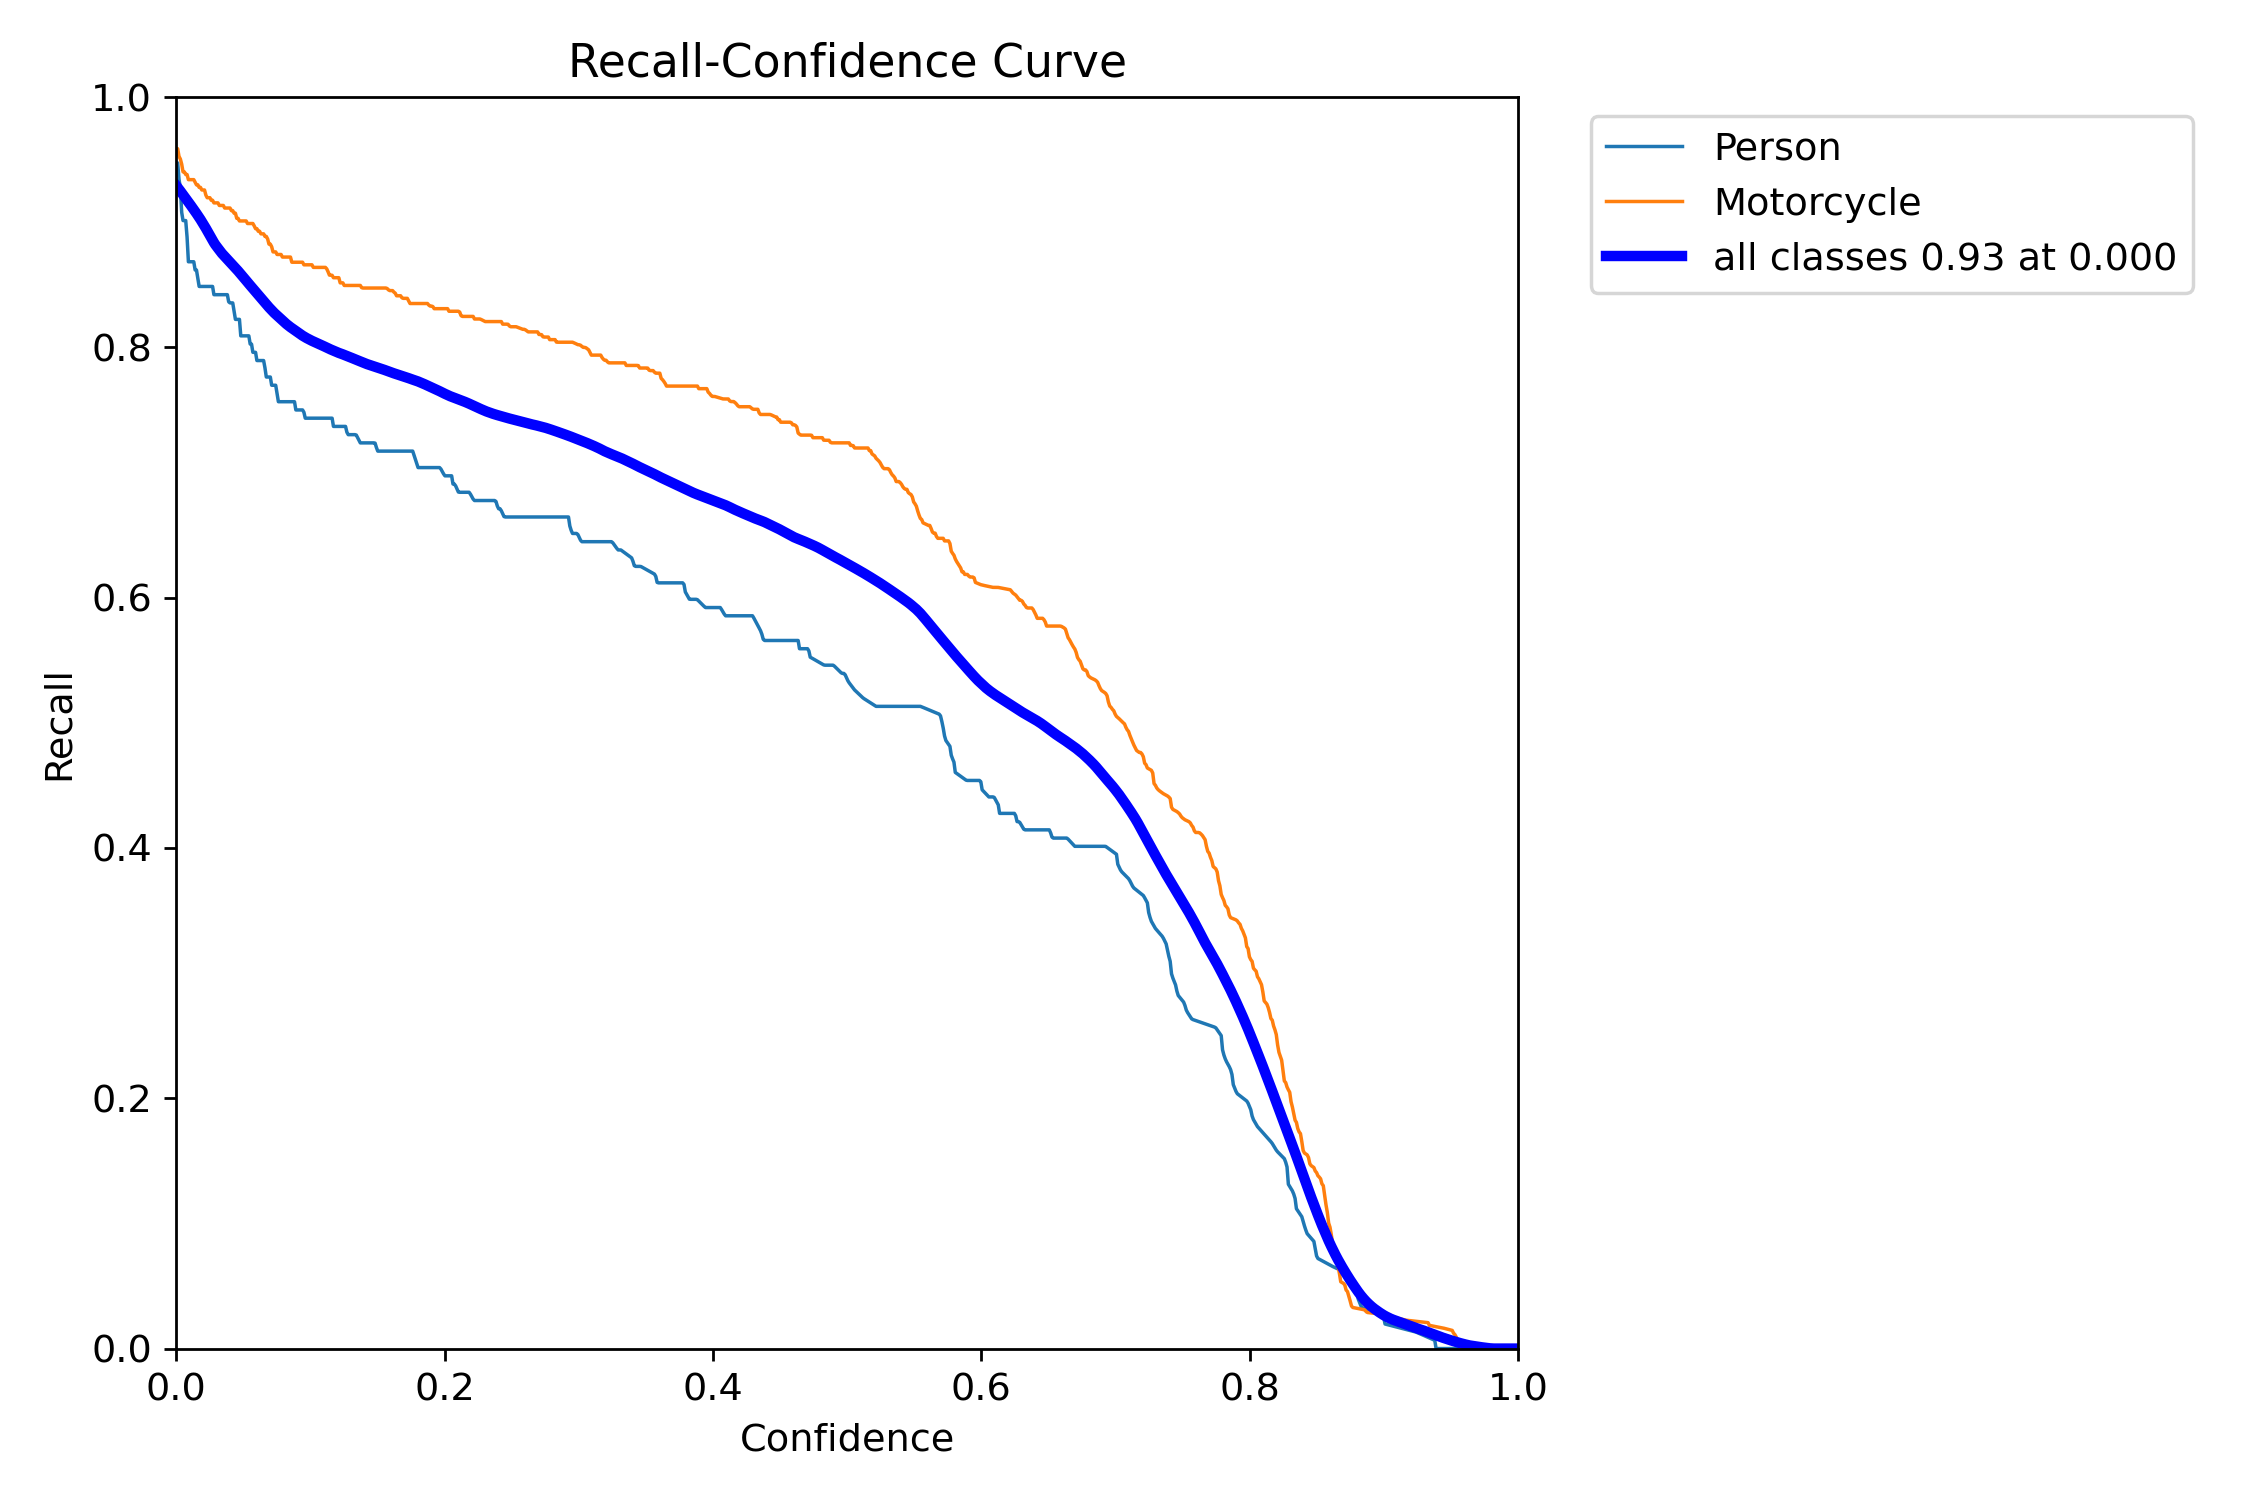 Recall-Confidence Curve
1.0
0.8
0.6
0.4
0.2
0.0
Recall
0.0 0.2 0.4 0.6 0.8 1.0
Confidence
Person
Motorcycle
all classes 0.93 at 0.000